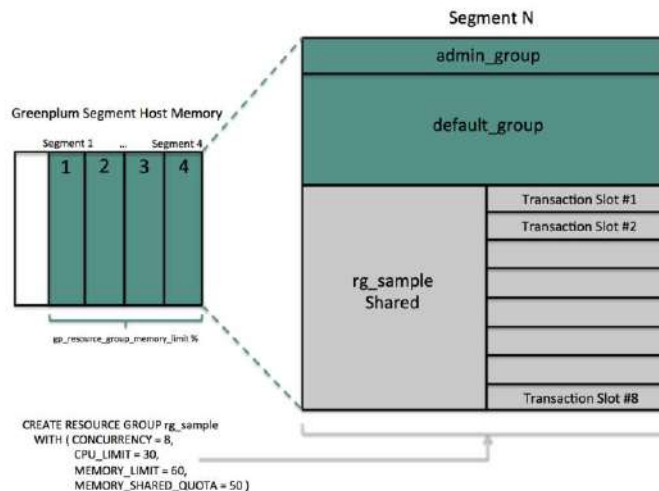 Segment N
admin_group
default_group
Greenplum Segment Host Memory
Segment 1 ... Segment 4
1 2 3 4
gp_resource_group_memory_limit %
rg_sample
Shared
Transaction Slot #1
Transaction Slot #2
Transaction Slot #8
CREATE RESOURCE GROUP rg_sample
WITH ( CONCURRENCY = 8,
CPU_LIMIT = 30,
MEMORY_LIMIT = 60,
MEMORY_SHARED_QUOTA = 50 )